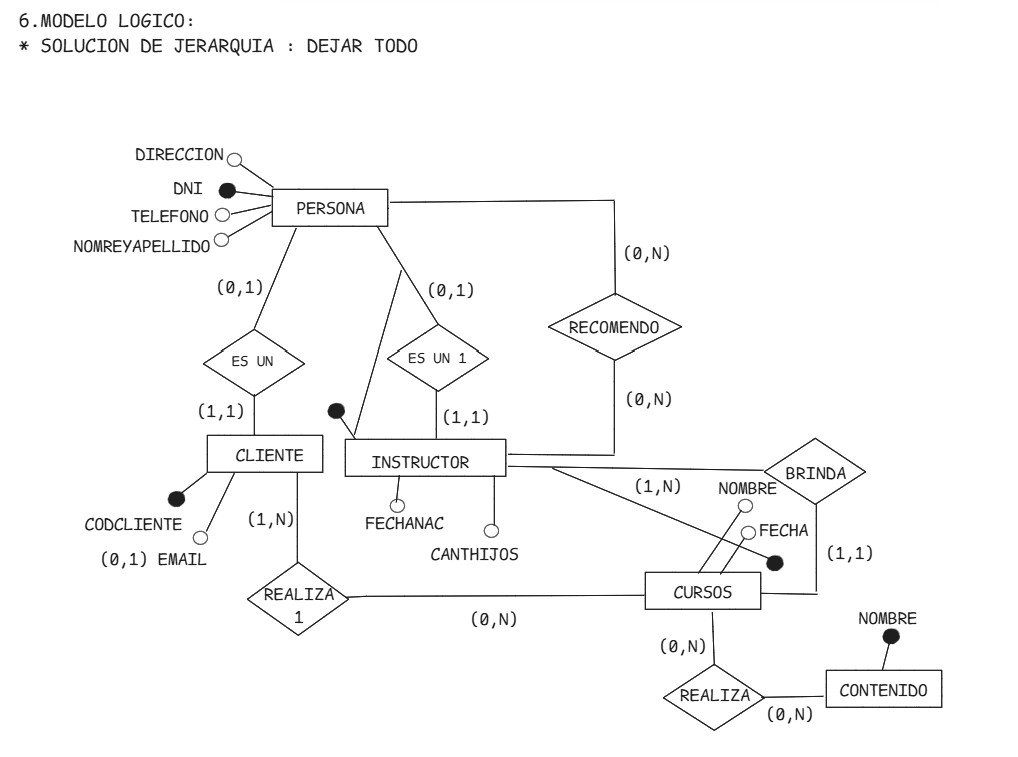 6.MODELO LOGICO:
* SOLUCION DE JERARQUIA : DEJAR TODO
DIRECCION
DNI
TELEFONO
NOMREYAPELLIDO
PERSONA
(0,N)
(0,1)
(0,1)
RECOMENDO
ES UN
ES UN 1
(0,N)
(1,1)
(1,1)
CLIENTE
INSTRUCTOR
BRINDA
(1,N)
NOMBRE
CODCLIENTE
(1,N)
FECHANAC
FECHA
(0,1) EMAIL
CANTHIJOS
(1,1)
REALIZA
1
CURSOS
(0,N)
NOMBRE
(0,N)
REALIZA
CONTENIDO
(0,N)